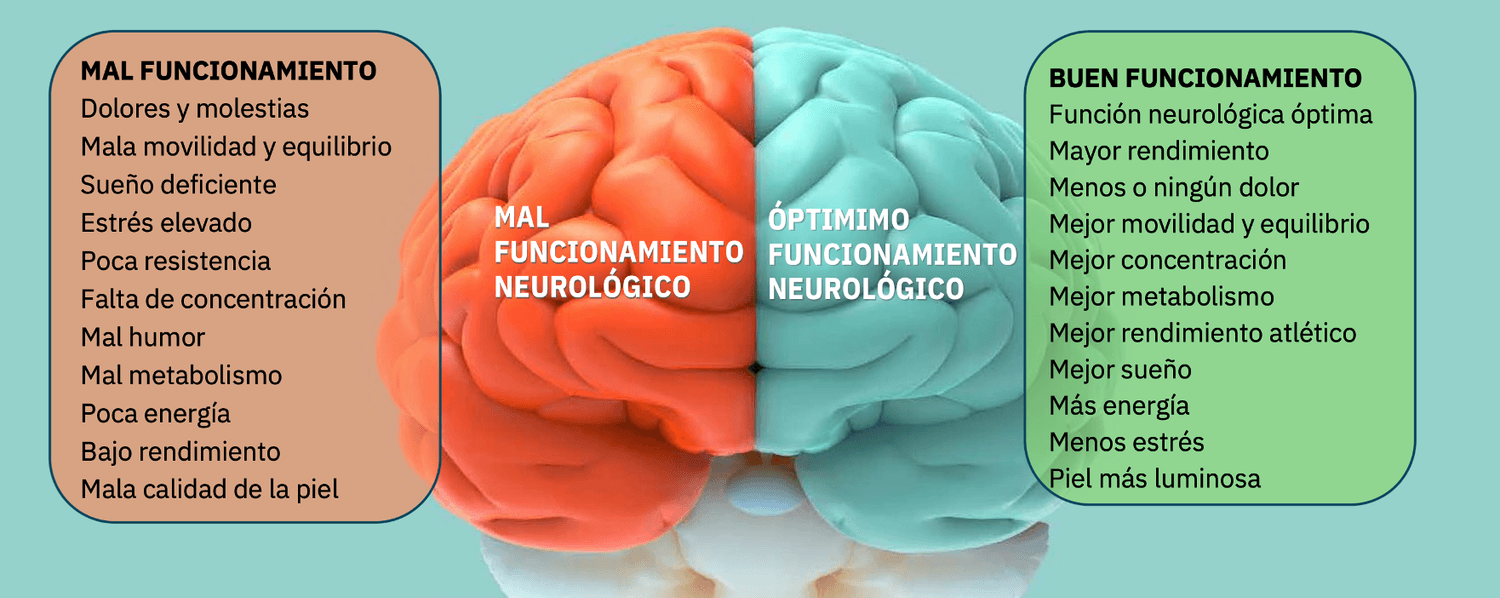 MAL FUNCIONAMIENTO
Dolores y molestias
Mala movilidad y equilibrio
Sueño deficiente
Estrés elevado
Poca resistencia
Falta de concentración
Mal humor
Mal metabolismo
Poca energía
Bajo rendimiento
Mala calidad de la piel
MAL
FUNCIONAMIENTO
NEUROLÓGICO
ÓPTIMIMO
FUNCIONAMIENTO
NEUROLÓGICO
BUEN FUNCIONAMIENTO
Función neurológica óptima
Mayor rendimiento
Menos o ningún dolor
Mejor movilidad y equilibrio
Mejor concentración
Mejor metabolismo
Mejor rendimiento atlético
Mejor sueño
Más energía
Menos estrés
Piel más luminosa